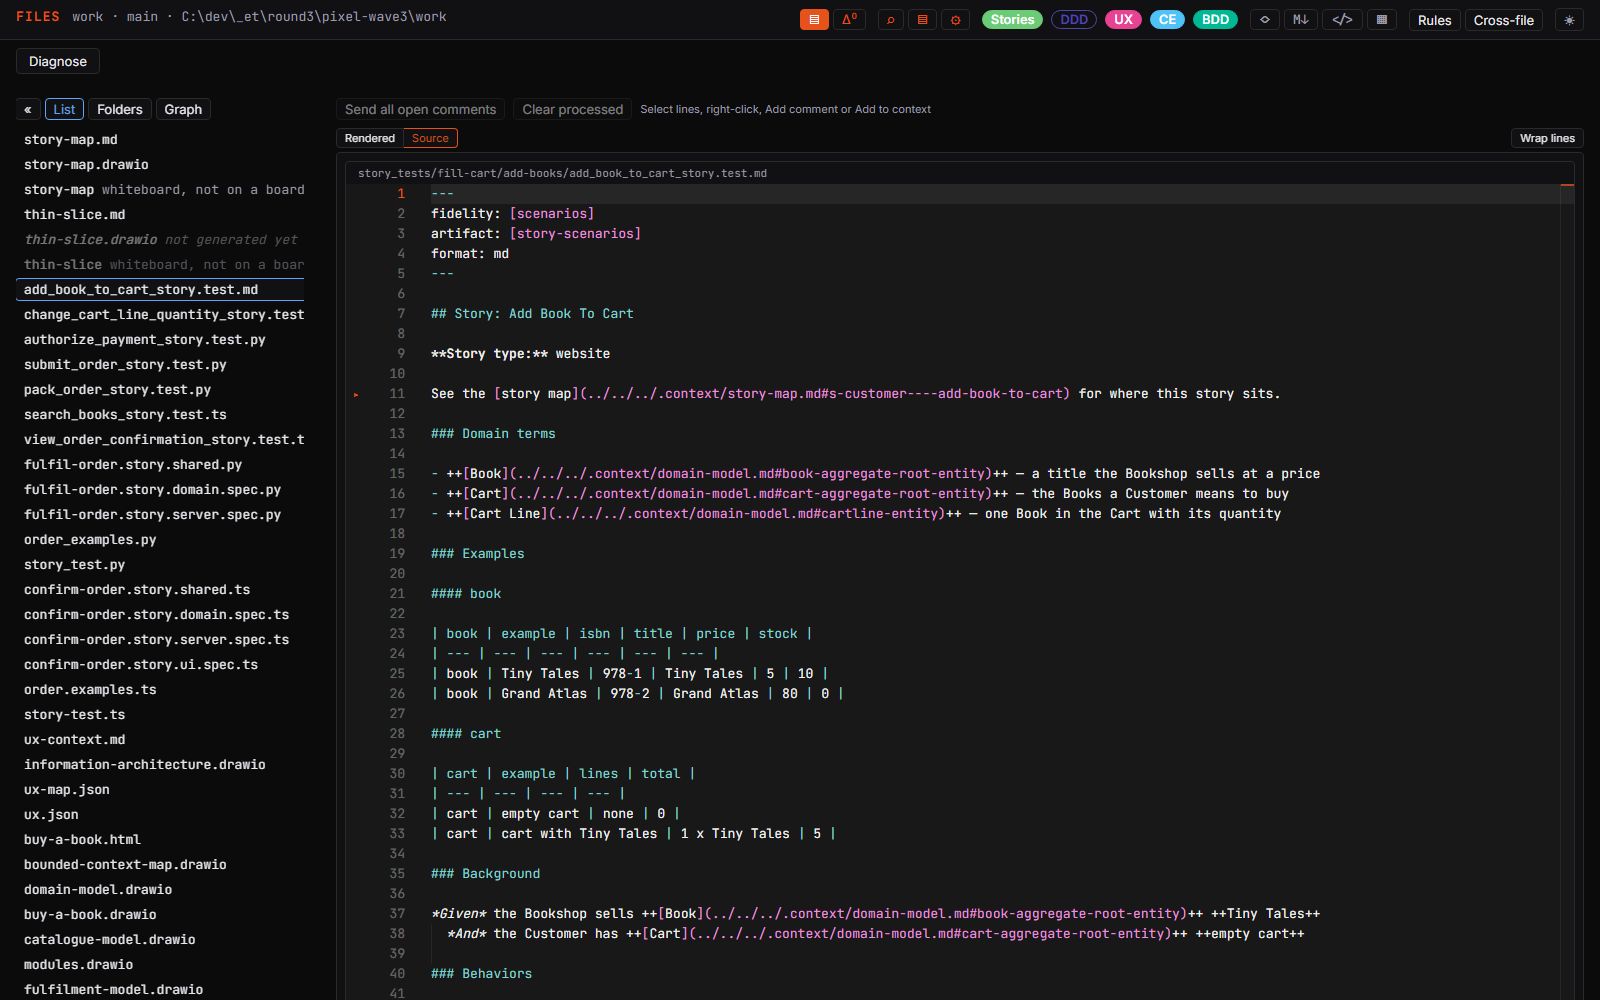 FILES work · main · C:\dev\_et\round3\pixel-wave3\work
Stories DDD UX CE BDD M↓ </> Rules Cross-file
Diagnose
« List Folders Graph
Send all open comments Clear processed Select lines, right-click, Add comment or Add to context
Rendered Source Wrap lines
story-map.md
story-map.drawio
story-map whiteboard, not on a board
thin-slice.md
thin-slice.drawio not generated yet
thin-slice whiteboard, not on a boar
add_book_to_cart_story.test.md
change_cart_line_quantity_story.test
authorize_payment_story.test.py
submit_order_story.test.py
pack_order_story.test.py
search_books_story.test.ts
view_order_confirmation_story.test.t
fulfil-order.story.shared.py
fulfil-order.story.domain.spec.py
fulfil-order.story.server.spec.py
order_examples.py
story_test.py
confirm-order.story.shared.ts
confirm-order.story.domain.spec.ts
confirm-order.story.server.spec.ts
confirm-order.story.ui.spec.ts
order.examples.ts
story-test.ts
ux-context.md
information-architecture.drawio
ux-map.json
ux.json
buy-a-book.html
bounded-context-map.drawio
domain-model.drawio
buy-a-book.drawio
catalogue-model.drawio
modules.drawio
fulfilment-model.drawio
story_tests/fill-cart/add-books/add_book_to_cart_story.test.md
1 ---
2 fidelity: [scenarios]
3 artifact: [story-scenarios]
4 format: md
5 ---
6
7 ## Story: Add Book To Cart
8
9 **Story type:** website
10
11 See the [story map](../../../.context/story-map.md#s-customer----add-book-to-cart) for where this story sits.
12
13 ### Domain terms
14
15 - ++[Book](../../../.context/domain-model.md#book-aggregate-root-entity)++ — a title the Bookshop sells at a price
16 - ++[Cart](../../../.context/domain-model.md#cart-aggregate-root-entity)++ — the Books a Customer means to buy
17 - ++[Cart Line](../../../.context/domain-model.md#cartline-entity)++ — one Book in the Cart with its quantity
18
19 ### Examples
20
21 #### book
22
23 | book | example | isbn | title | price | stock |
24 | --- | --- | --- | --- | --- | --- |
25 | book | Tiny Tales | 978-1 | Tiny Tales | 5 | 10 |
26 | book | Grand Atlas | 978-2 | Grand Atlas | 80 | 0 |
27
28 #### cart
29
30 | cart | example | lines | total |
31 | --- | --- | --- | --- |
32 | cart | empty cart | none | 0 |
33 | cart | cart with Tiny Tales | 1 x Tiny Tales | 5 |
34
35 ### Background
36
37 *Given* the Bookshop sells ++[Book](../../../.context/domain-model.md#book-aggregate-root-entity)++ ++Tiny Tales++
38 *And* the Customer has ++[Cart](../../../.context/domain-model.md#cart-aggregate-root-entity)++ ++empty cart++
39
40 ### Behaviors
41